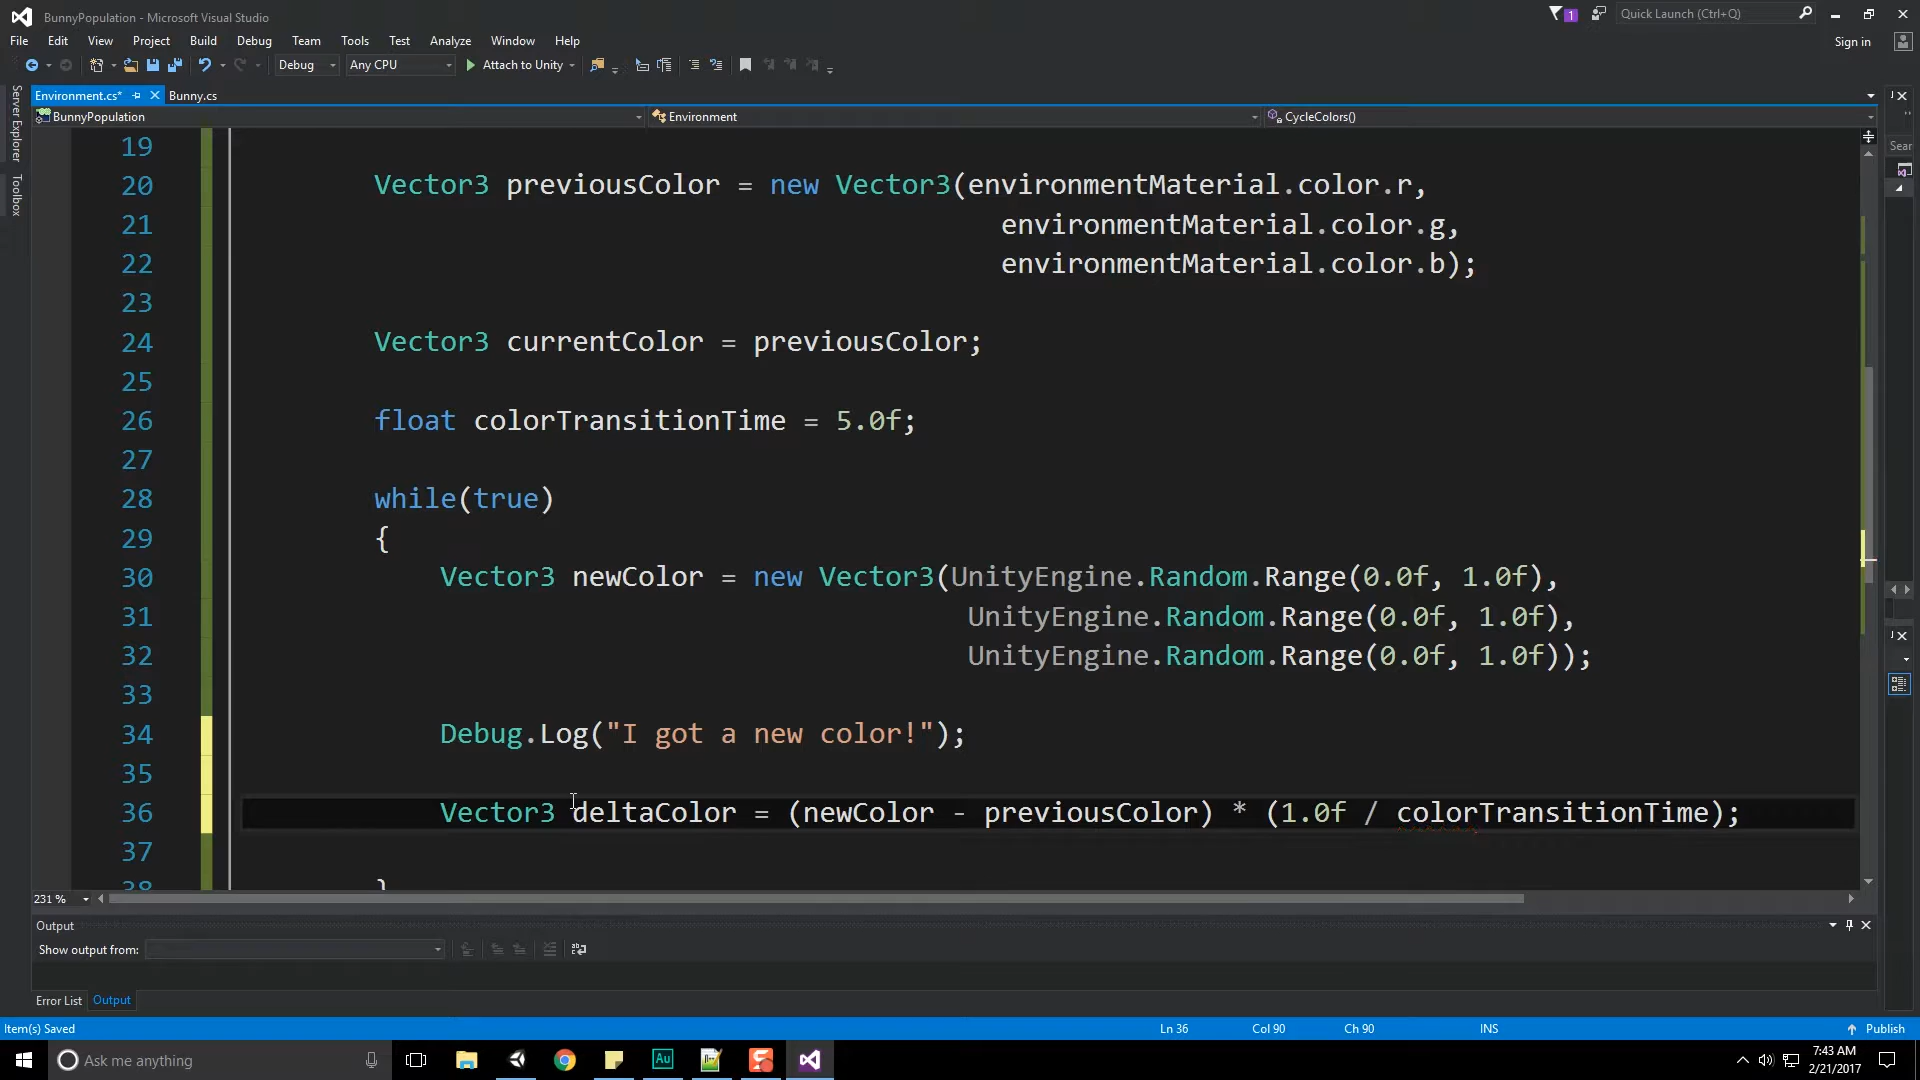 BunnyPopulation - Microsoft Visual Studio
1
Quick Launch (Ctrl+Q)
File Edit View Project Build Debug Team Tools Test Analyze Window Help
Sign in
Debug Any CPU Attach to Unity
Environment.cs* Bunny.cs
BunnyPopulation Environment CycleColors()
Server Explorer
Toolbox
Sear
19
20 Vector3 previousColor = new Vector3(environmentMaterial.color.r,
21 environmentMaterial.color.g,
22 environmentMaterial.color.b);
23
24 Vector3 currentColor = previousColor;
25
26 float colorTransitionTime = 5.0f;
27
28 while(true)
29 {
30 Vector3 newColor = new Vector3(UnityEngine.Random.Range(0.0f, 1.0f),
31 UnityEngine.Random.Range(0.0f, 1.0f),
32 UnityEngine.Random.Range(0.0f, 1.0f));
33
34 Debug.Log("I got a new color!");
35
36 Vector3 deltaColor = (newColor - previousColor) * (1.0f / colorTransitionTime);
37
38 }
231 %
Output
Show output from:
Error List Output
Item(s) Saved Ln 36 Col 90 Ch 90 INS Publish
Ask me anything
Au
7:43 AM
2/21/2017